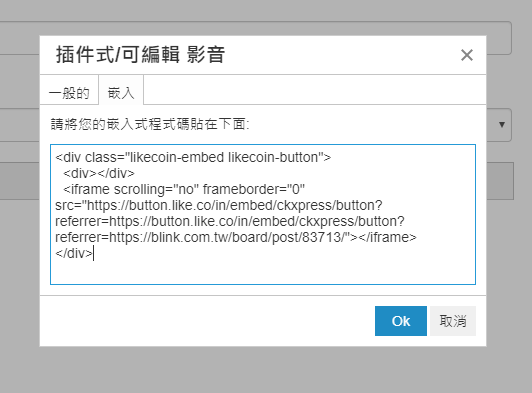 插件式/可編輯 影音
一般的
嵌入
請將您的嵌入式程式碼貼在下面:
<div class="likecoin-embed likecoin-button">
<div></div>
<iframe scrolling="no" frameborder="0"
src="https://button.like.co/in/embed/ckxpress/button?
referrer=https://button.like.co/in/embed/ckxpress/button?
referrer=https://blink.com.tw/board/post/83713/"></iframe>
</div>
Ok
取消